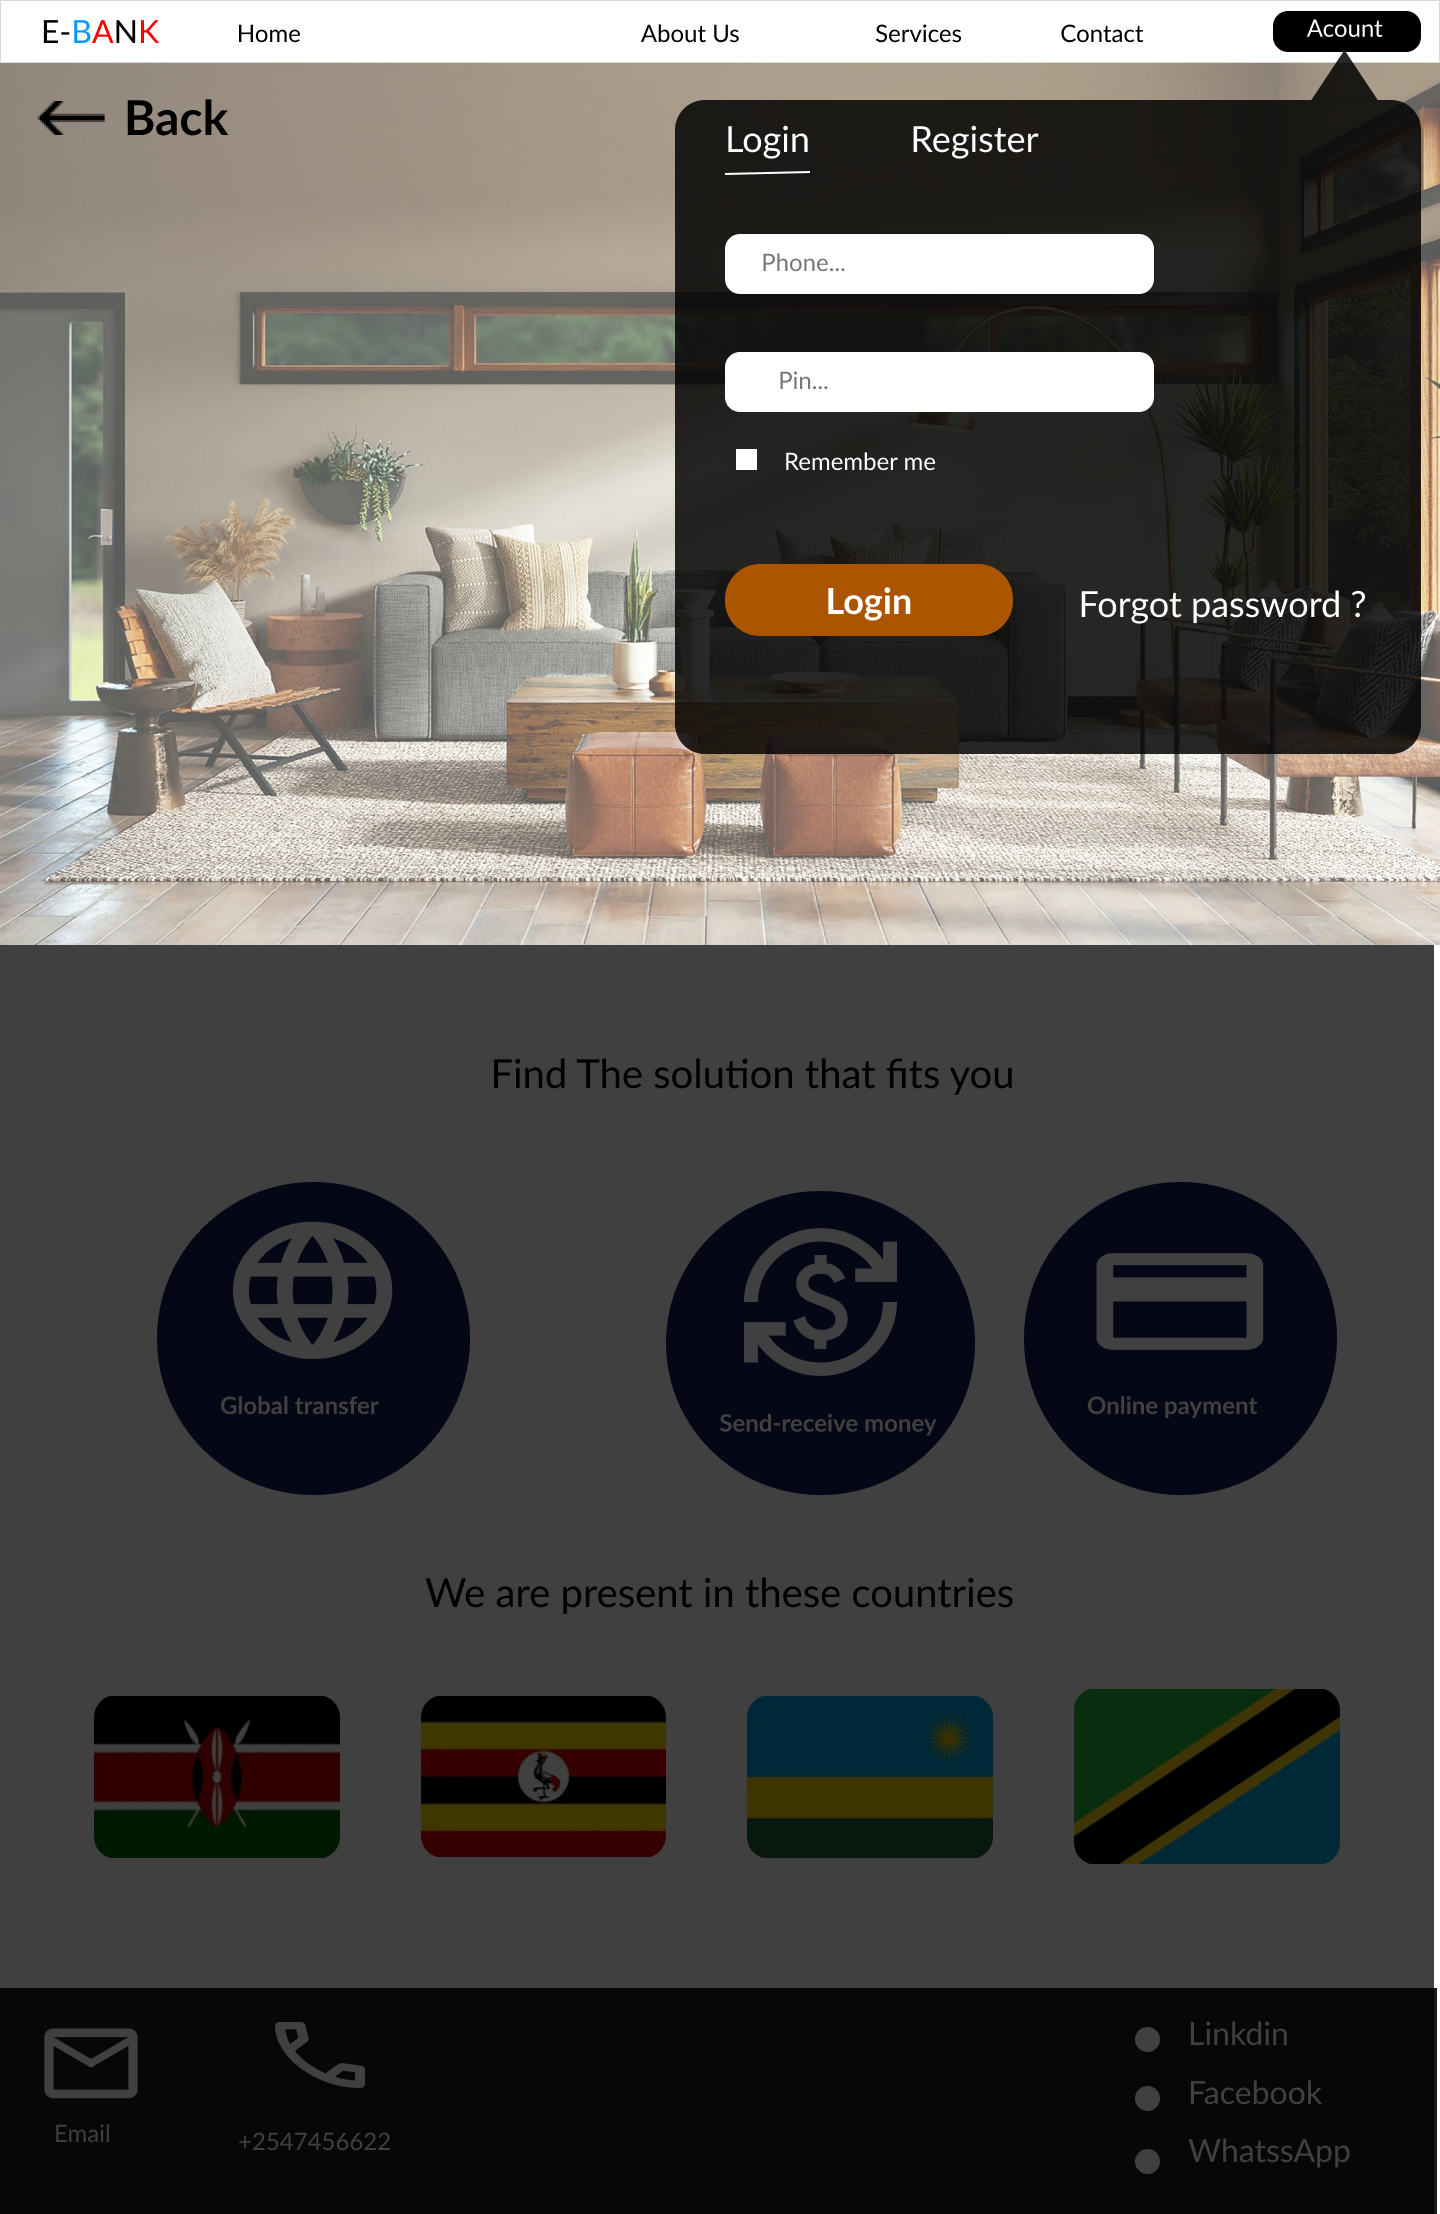 E-BANK
Home
About Us
Services
Contact
Acount
Back
Login
Register
Phone...
Pin...
Remember me
Login
Forgot password ?
Find The solution that fits you
Global transfer
Send-receive money
Online payment
We are present in these countries
Email
+2547456622
Linkdin
Facebook
WhatssApp